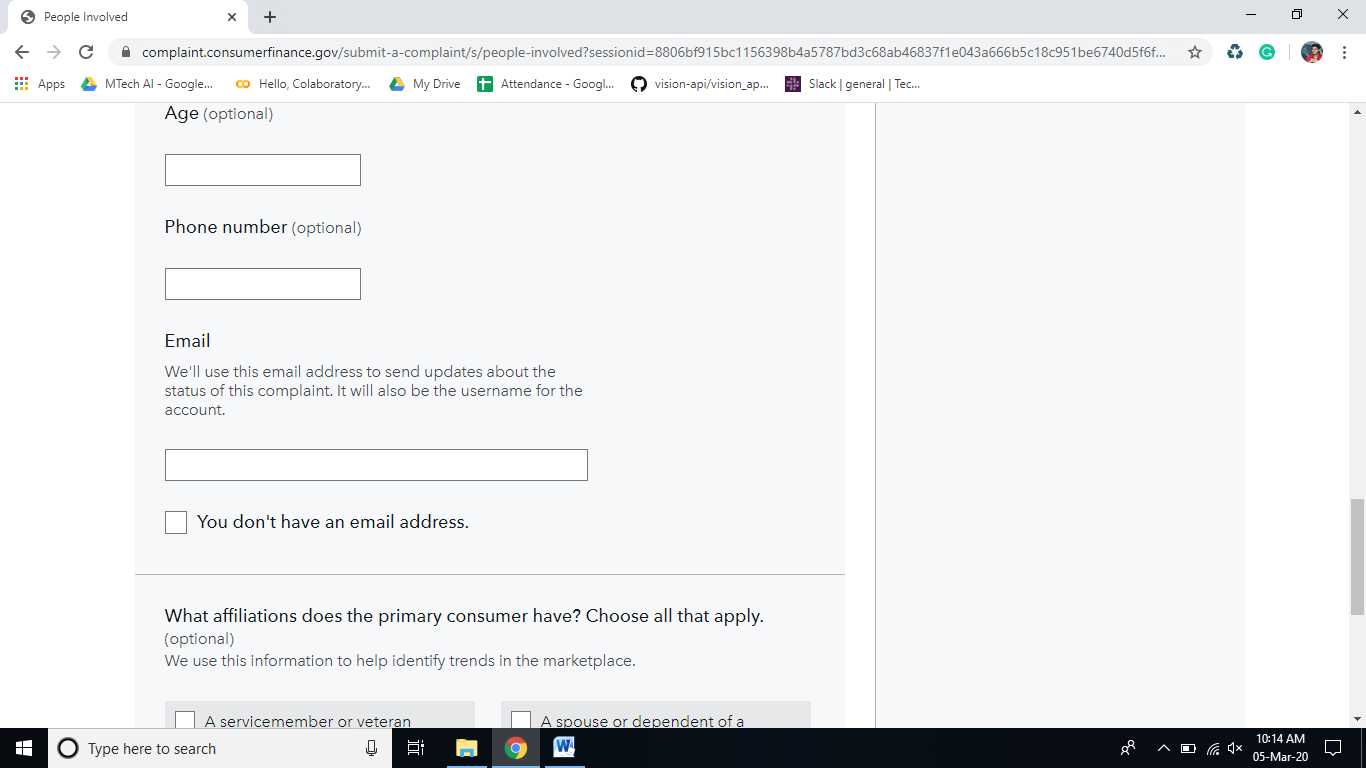 People Involved
complaint.consumerfinance.gov/submit-a-complaint/s/people-involved?sessionid=8806bf915bc1156398b4a5787bd3c68ab46837f1e043a666b5c18c951be6740d5f6f...
Apps MTech AI - Google... Hello, Colaboratory... My Drive Attendance - Googl... vision-api/vision_ap... Slack | general | Tec...
Age (optional)
Phone number (optional)
Email
We'll use this email address to send updates about the
status of this complaint. It will also be the username for the
account.
You don't have an email address.
What affiliations does the primary consumer have? Choose all that apply.
(optional)
We use this information to help identify trends in the marketplace.
A servicemember or veteran A spouse or dependent of a
Type here to search
10:14 AM
05-Mar-20